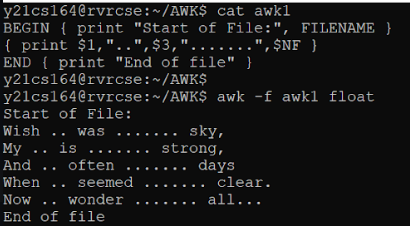 y21cs164@rvrcse:~/AWK$ cat awk1
BEGIN { print "Start of File:", FILENAME }
{ print $1,"..",$3,".......",$NF }
END { print "End of file" }
y21cs164@rvrcse:~/AWK$
y21cs164@rvrcse:~/AWK$ awk -f awk1 float
Start of File:
Wish .. was ....... sky,
My .. is ....... strong,
And .. often ....... days
When .. seemed ....... clear.
Now .. wonder ....... all...
End of file